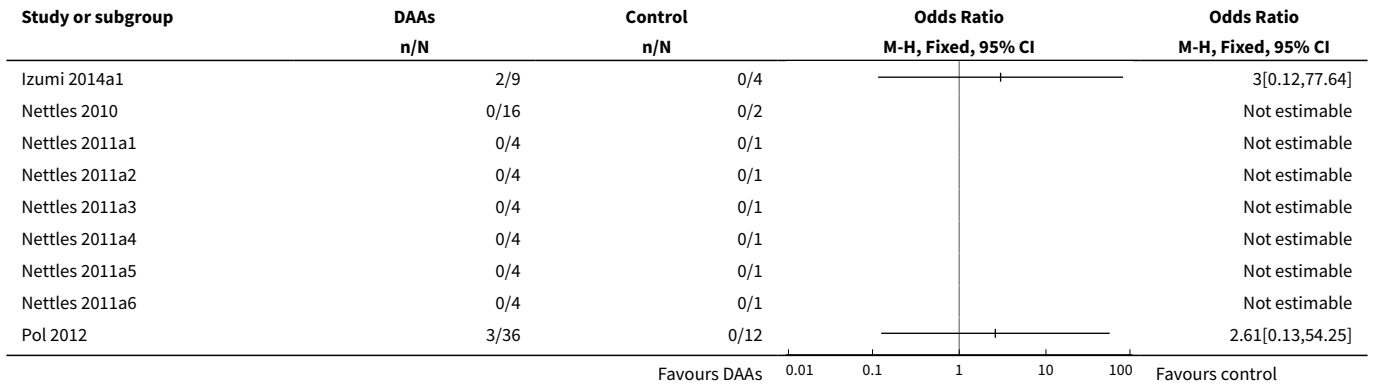 Study or subgroup DAAs Control Odds Ratio Odds Ratio
n/N n/N M-H, Fixed, 95% CI M-H, Fixed, 95% CI
Izumi 2014a1 2/9 0/4 3[0.12,77.64]
Nettles 2010 0/16 0/2 Not estimable
Nettles 2011a1 0/4 0/1 Not estimable
Nettles 2011a2 0/4 0/1 Not estimable
Nettles 2011a3 0/4 0/1 Not estimable
Nettles 2011a4 0/4 0/1 Not estimable
Nettles 2011a5 0/4 0/1 Not estimable
Nettles 2011a6 0/4 0/1 Not estimable
Pol 2012 3/36 0/12 2.61[0.13,54.25]
Favours DAAs 0.01 0.1 1 10 100 Favours control